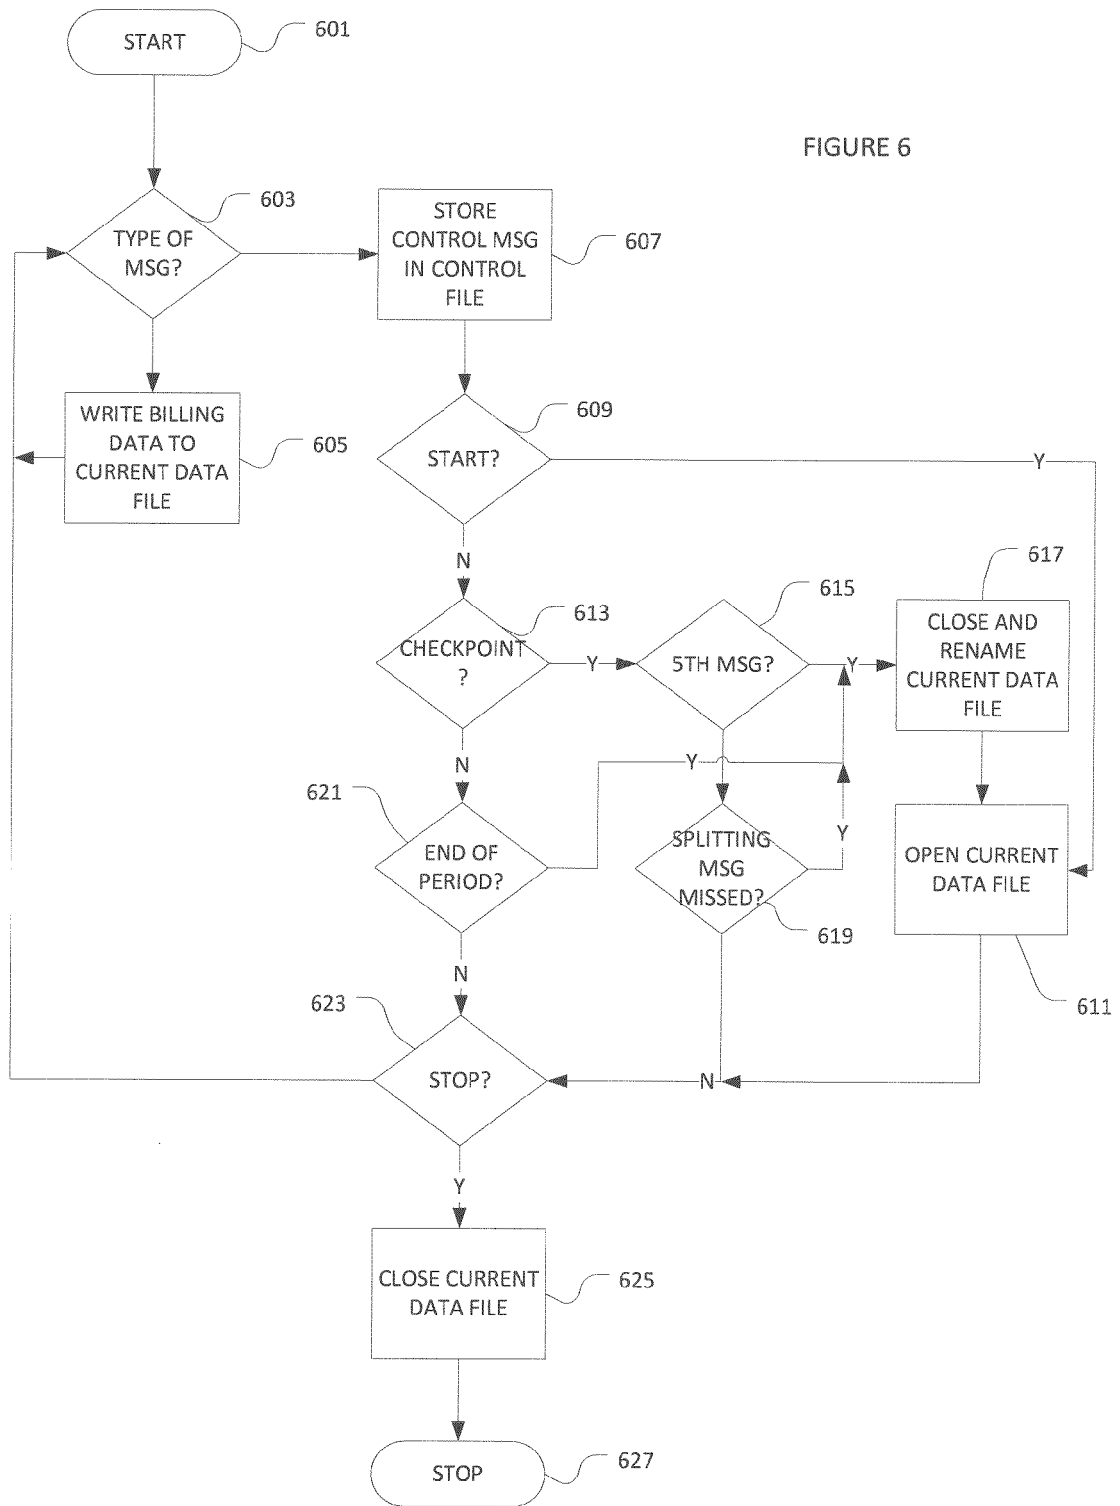 START
601
FIGURE 6
603
TYPE OF
MSG?
STORE
CONTROL MSG
IN CONTROL
FILE
607
WRITE BILLING
DATA TO
CURRENT DATA
FILE
605
609
START?
Y
N
617
615
613
CHECKPOINT
?
Y
5TH MSG?
Y
CLOSE AND
RENAME
CURRENT DATA
FILE
N
Y
621
END OF
PERIOD?
SPLITTING
MSG
MISSED?
Y
OPEN CURRENT
DATA FILE
619
N
623
611
STOP?
N
Y
CLOSE CURRENT
DATA FILE
625
STOP
627